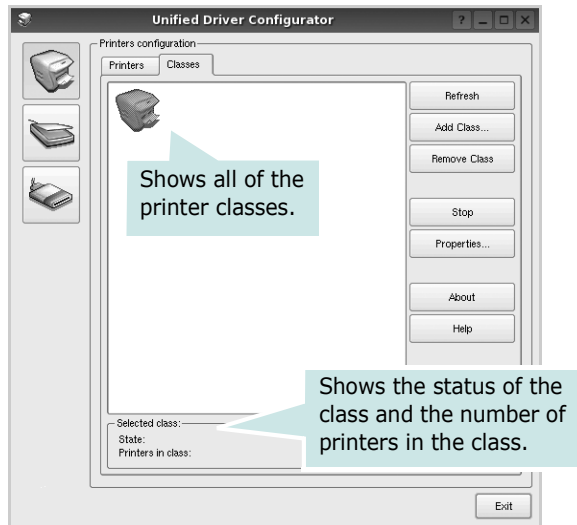 Unified Driver Configurator
?
Printers configuration
Printers
Classes
Refresh
Add Class...
Remove Class
Shows all of the
printer classes.
Stop
Properties...
About
Help
Shows the status of the
class and the number of
printers in the class.
Selected class:
State:
Printers in class:
Exit